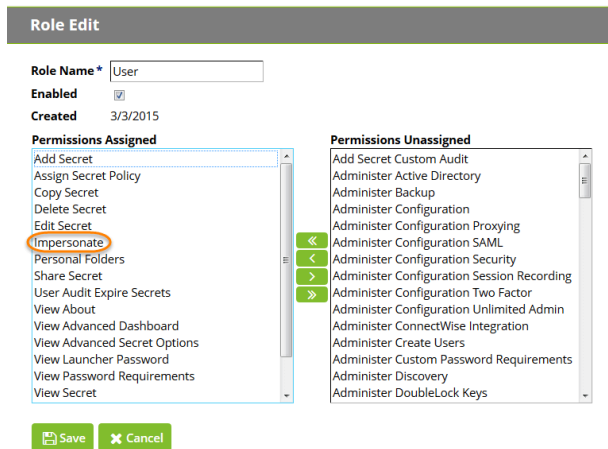 Role Edit
Role Name*
User
Enabled
Created 3/3/2015
Permissions Assigned
Add Secret
Assign Secret Policy
Copy Secret
Delete Secret
Edit Secret
Impersonate
Personal Folders
Share Secret
User Audit Expire Secrets
View About
View Advanced Dashboard
View Advanced Secret Options
View Launcher Password
View Password Requirements
View Secret
Permissions Unassigned
Add Secret Custom Audit
Administer Active Directory
Administer Backup
Administer Configuration
Administer Configuration Proxying
Administer Configuration SAML
Administer Configuration Security
Administer Configuration Session Recording
Administer Configuration Two Factor
Administer Configuration Unlimited Admin
Administer ConnectWise Integration
Administer Create Users
Administer Custom Password Requirements
Administer Discovery
Administer DoubleLock Keys
Save
Cancel